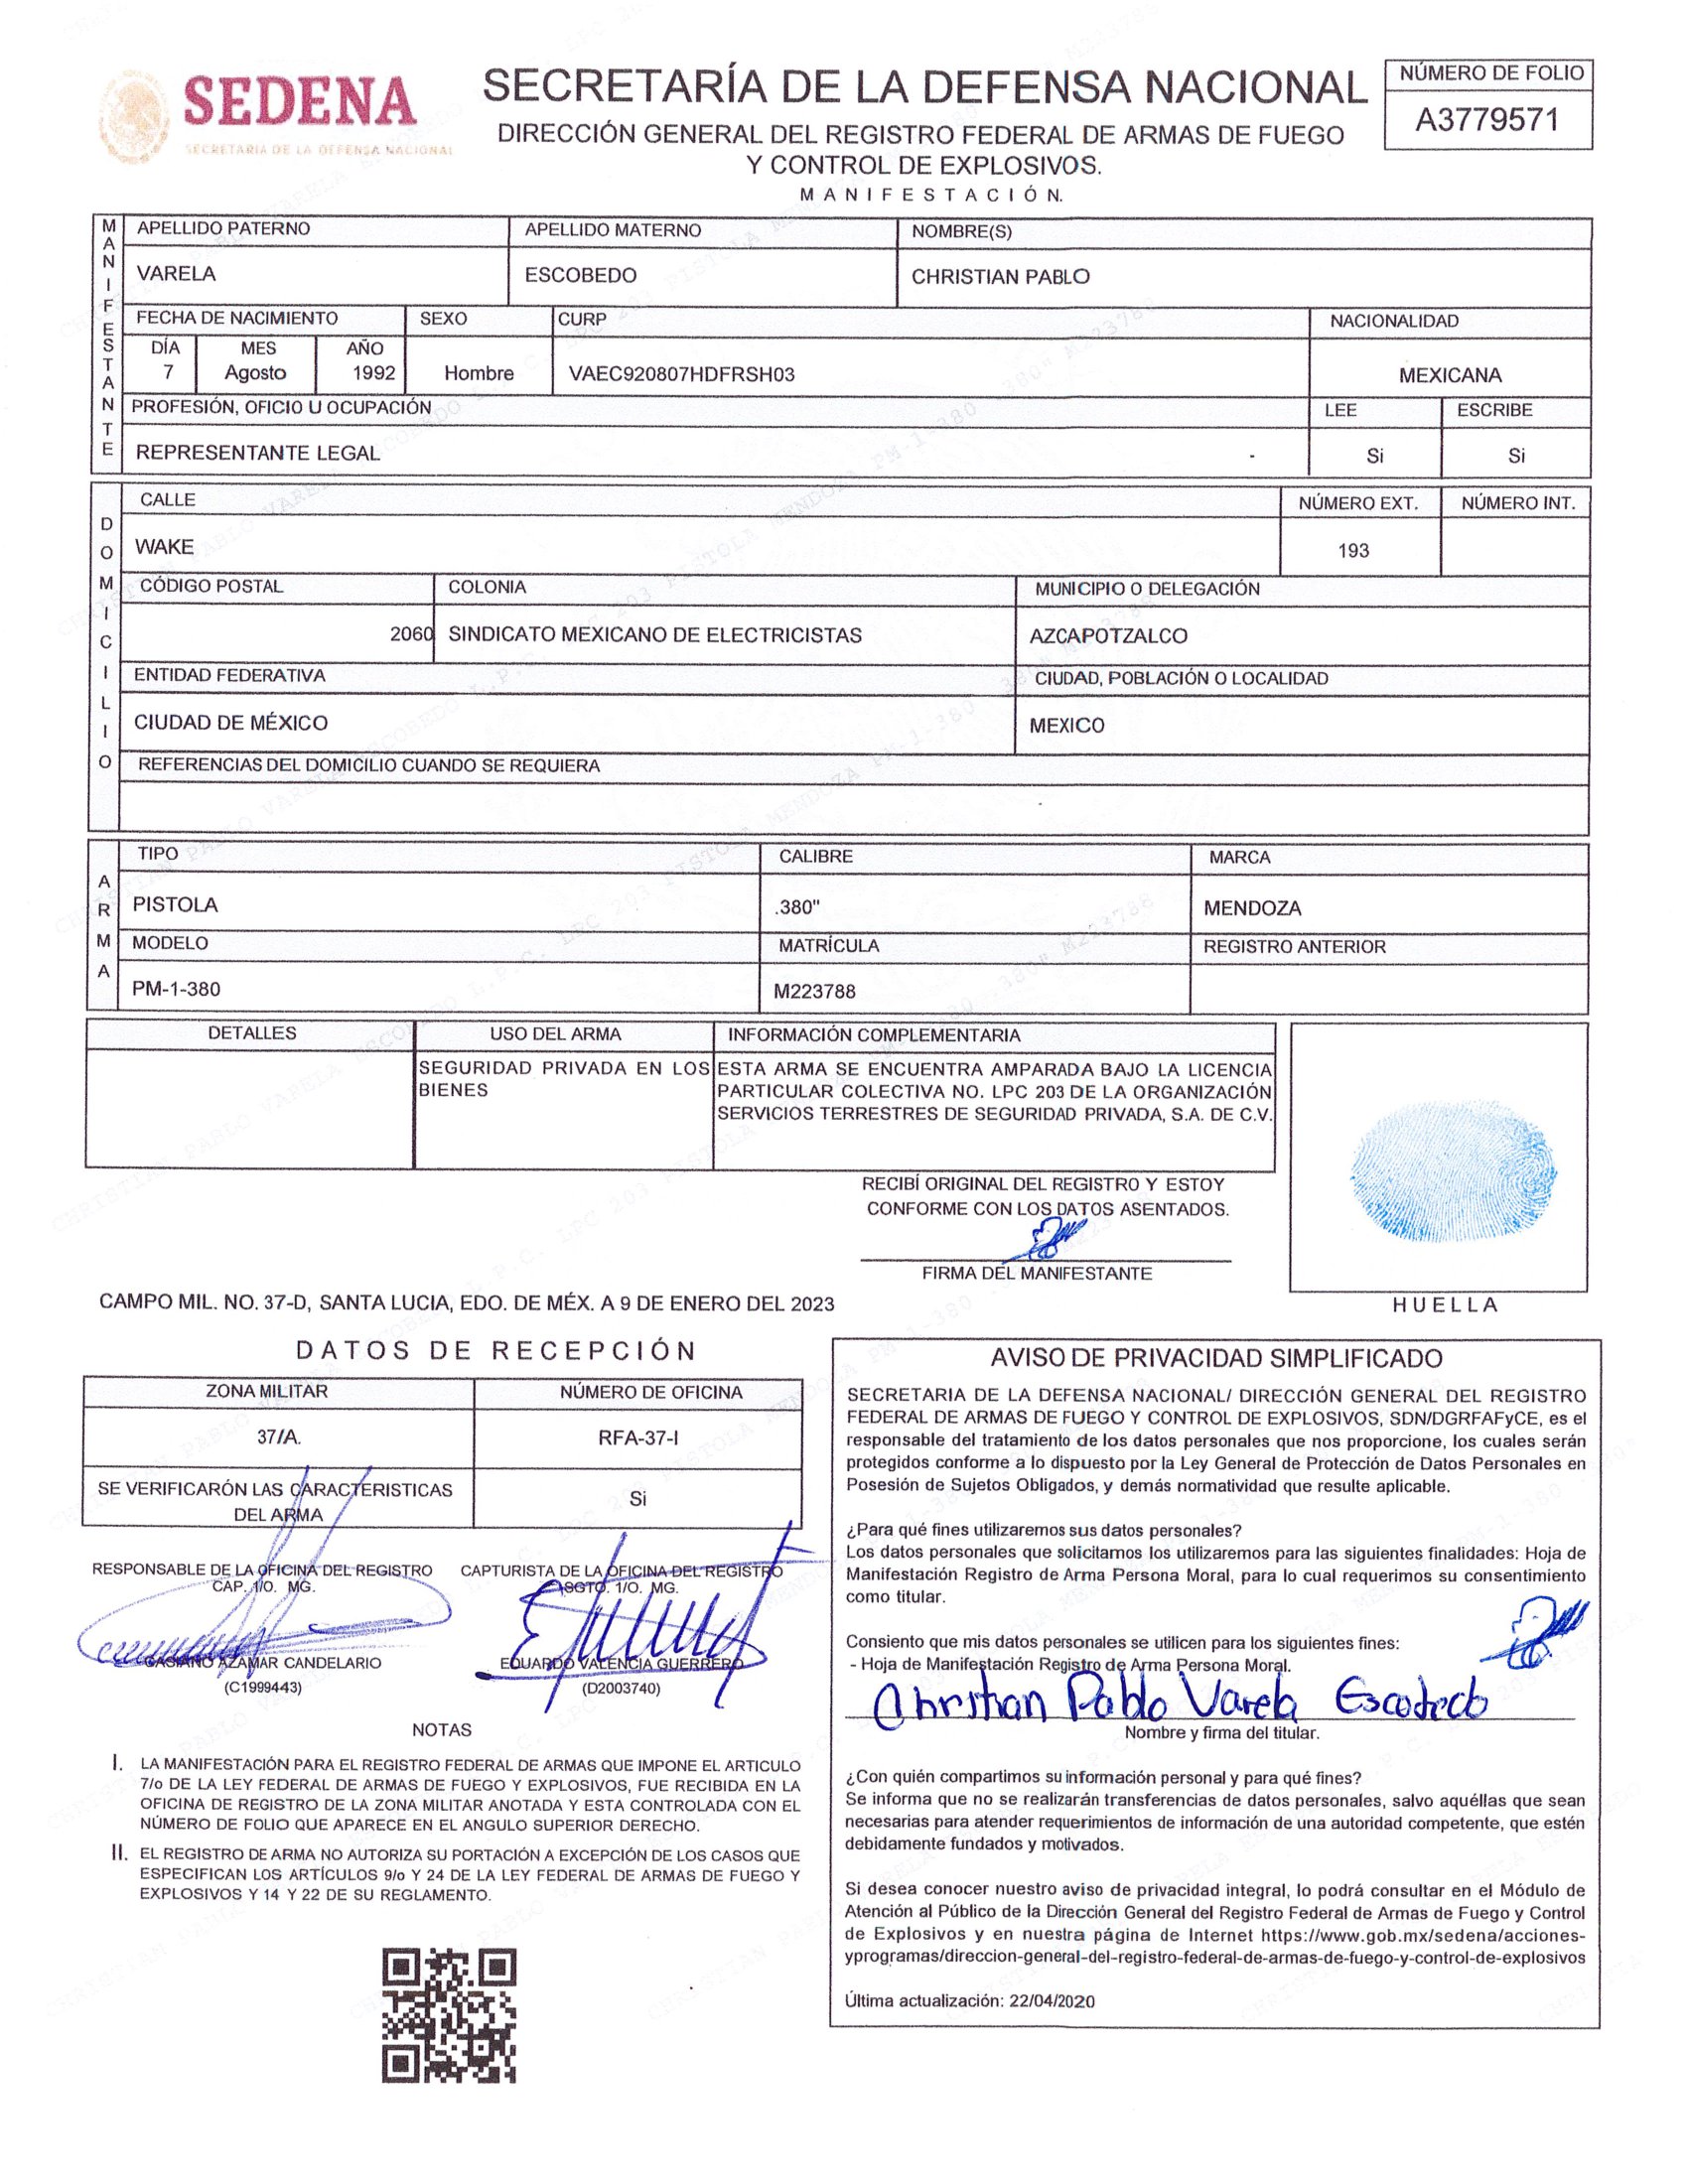 SEDENA
SECRETARÍA DE LA DEFENSA NACIONAL
SECRETARÍA DE LA DEFENSA NACIONAL
DIRECCIÓN GENERAL DEL REGISTRO FEDERAL DE ARMAS DE FUEGO
Y CONTROL DE EXPLOSIVOS.
MANIFESTACIÓN.
NÚMERO DE FOLIO
A3779571
MANIFESTANTE
APELLIDO PATERNO APELLIDO MATERNO NOMBRE(S)
VARELA ESCOBEDO CHRISTIAN PABLO
FECHA DE NACIMIENTO SEXO CURP NACIONALIDAD
DÍA MES AÑO
7 Agosto 1992 Hombre VAEC920807HDFRSH03 MEXICANA
PROFESIÓN, OFICIO U OCUPACIÓN LEE ESCRIBE
REPRESENTANTE LEGAL Si Si
DOMICILIO
CALLE NÚMERO EXT. NÚMERO INT.
WAKE 193
CÓDIGO POSTAL COLONIA MUNICIPIO O DELEGACIÓN
2060 SINDICATO MEXICANO DE ELECTRICISTAS AZCAPOTZALCO
ENTIDAD FEDERATIVA CIUDAD, POBLACIÓN O LOCALIDAD
CIUDAD DE MÉXICO MEXICO
REFERENCIAS DEL DOMICILIO CUANDO SE REQUIERA
ARMA
TIPO CALIBRE MARCA
PISTOLA .380" MENDOZA
MODELO MATRÍCULA REGISTRO ANTERIOR
PM-1-380 M223788
DETALLES USO DEL ARMA INFORMACIÓN COMPLEMENTARIA
SEGURIDAD PRIVADA EN LOS ESTA ARMA SE ENCUENTRA AMPARADA BAJO LA LICENCIA
BIENES PARTICULAR COLECTIVA NO. LPC 203 DE LA ORGANIZACIÓN
SERVICIOS TERRESTRES DE SEGURIDAD PRIVADA, S.A. DE C.V.
RECIBÍ ORIGINAL DEL REGISTRO Y ESTOY
CONFORME CON LOS DATOS ASENTADOS.
FIRMA DEL MANIFESTANTE
HUELLA
CAMPO MIL. NO. 37-D, SANTA LUCIA, EDO. DE MÉX. A 9 DE ENERO DEL 2023
DATOS DE RECEPCIÓN
ZONA MILITAR NÚMERO DE OFICINA
37/A. RFA-37-I
SE VERIFICARÓN LAS CARACTERISTICAS
DEL ARMA
Si
RESPONSABLE DE LA OFICINA DEL REGISTRO
CAP. 1/O. MG.
CASIANO AZAMAR CANDELARIO
(C1999443)
CAPTURISTA DE LA OFICINA DEL REGISTRO
SGTO. 1/O. MG.
EDUARDO VALENCIA GUERRERO
(D2003740)
NOTAS
I. LA MANIFESTACIÓN PARA EL REGISTRO FEDERAL DE ARMAS QUE IMPONE EL ARTICULO
7/o DE LA LEY FEDERAL DE ARMAS DE FUEGO Y EXPLOSIVOS, FUE RECIBIDA EN LA
OFICINA DE REGISTRO DE LA ZONA MILITAR ANOTADA Y ESTA CONTROLADA CON EL
NÚMERO DE FOLIO QUE APARECE EN EL ANGULO SUPERIOR DERECHO.
II. EL REGISTRO DE ARMA NO AUTORIZA SU PORTACIÓN A EXCEPCIÓN DE LOS CASOS QUE
ESPECIFICAN LOS ARTÍCULOS 9/o Y 24 DE LA LEY FEDERAL DE ARMAS DE FUEGO Y
EXPLOSIVOS Y 14 Y 22 DE SU REGLAMENTO.
AVISO DE PRIVACIDAD SIMPLIFICADO
SECRETARIA DE LA DEFENSA NACIONAL/ DIRECCIÓN GENERAL DEL REGISTRO
FEDERAL DE ARMAS DE FUEGO Y CONTROL DE EXPLOSIVOS, SDN/DGRFAFyCE, es el
responsable del tratamiento de los datos personales que nos proporcione, los cuales serán
protegidos conforme a lo dispuesto por la Ley General de Protección de Datos Personales en
Posesión de Sujetos Obligados, y demás normatividad que resulte aplicable.
¿Para qué fines utilizaremos sus datos personales?
Los datos personales que solicitamos los utilizaremos para las siguientes finalidades: Hoja de
Manifestación Registro de Arma Persona Moral, para lo cual requerimos su consentimiento
como titular.
Consiento que mis datos personales se utilicen para los siguientes fines:
- Hoja de Manifestación Registro de Arma Persona Moral.
Christian Pablo Varela Escobedo
Nombre y firma del titular.
¿Con quién compartimos su información personal y para qué fines?
Se informa que no se realizarán transferencias de datos personales, salvo aquéllas que sean
necesarias para atender requerimientos de información de una autoridad competente, que estén
debidamente fundados y motivados.
Si desea conocer nuestro aviso de privacidad integral, lo podrá consultar en el Módulo de
Atención al Público de la Dirección General del Registro Federal de Armas de Fuego y Control
de Explosivos y en nuestra página de Internet https://www.gob.mx/sedena/acciones-
yprogramas/direccion-general-del-registro-federal-de-armas-de-fuego-y-control-de-explosivos
Última actualización: 22/04/2020